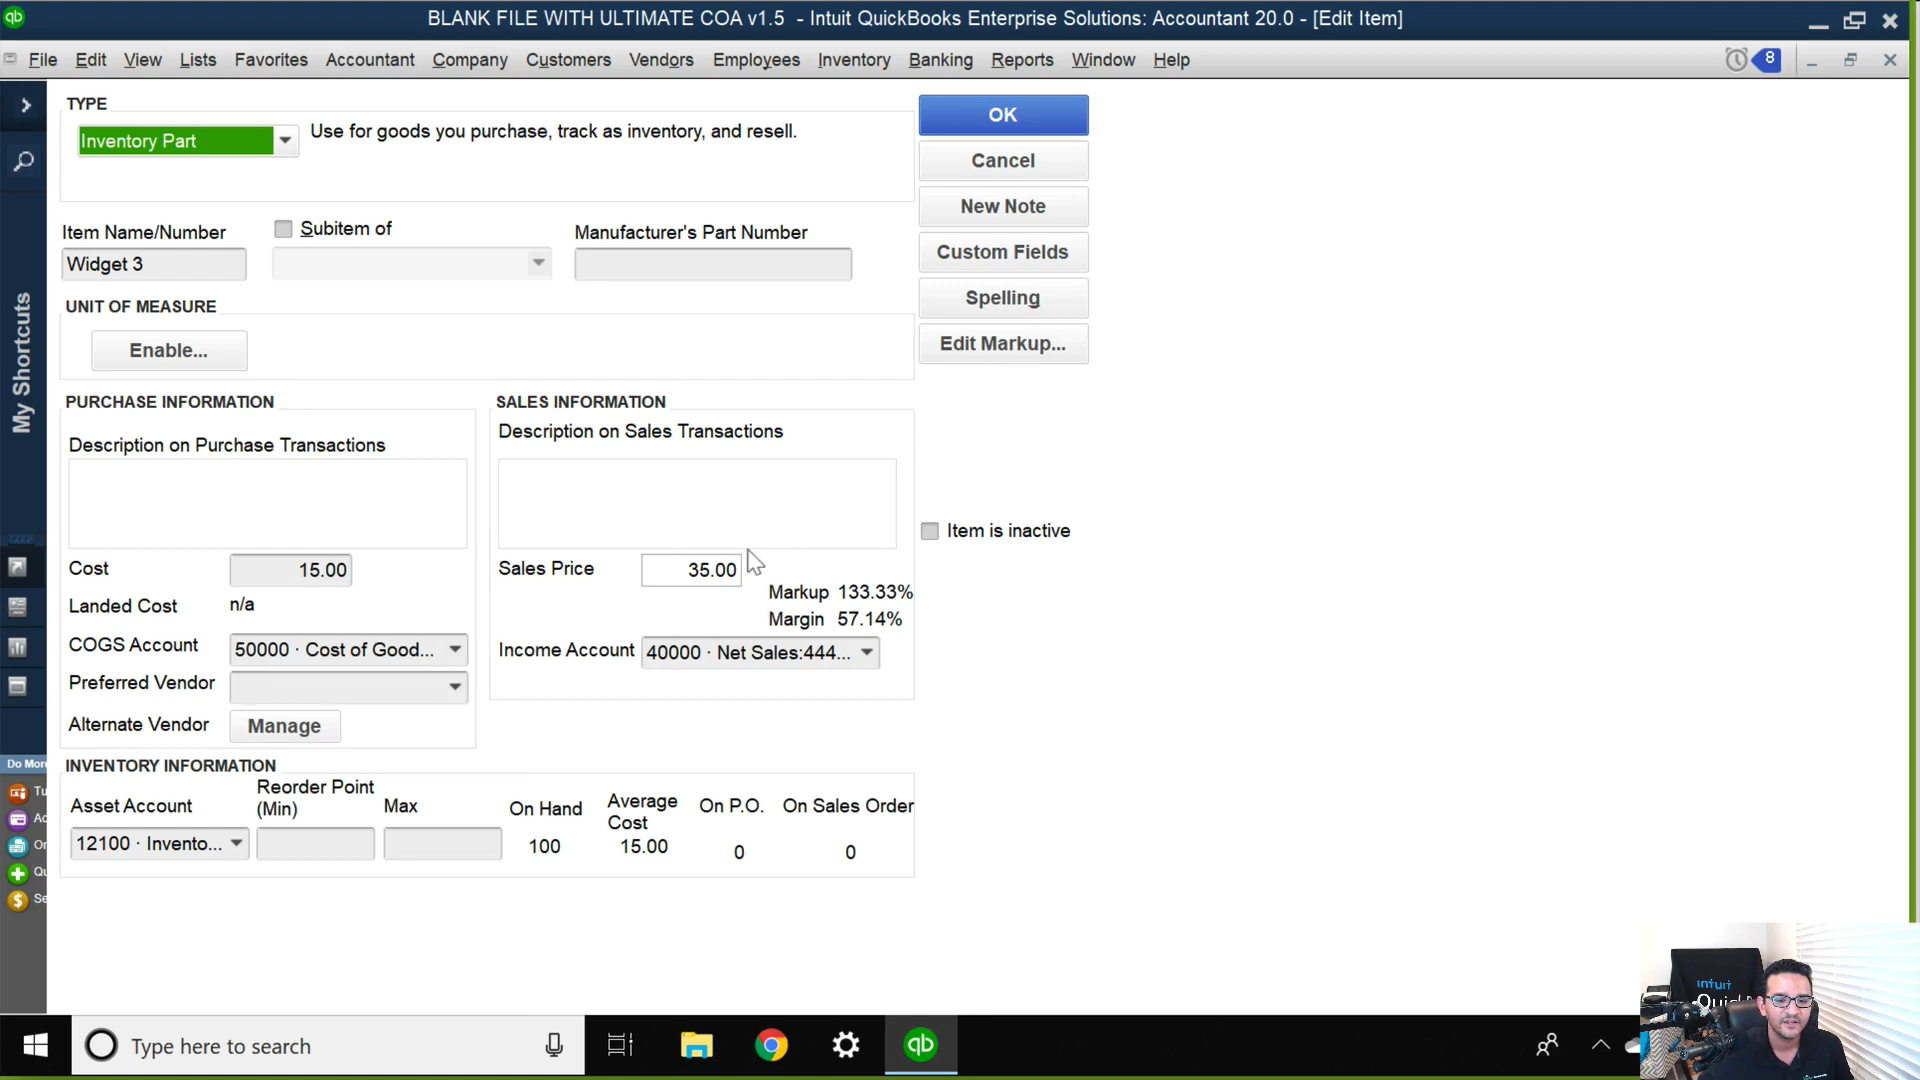 BLANK FILE WITH ULTIMATE COA v1.5 - Intuit QuickBooks Enterprise Solutions: Accountant 20.0 - [Edit Item]
File Edit View Lists Favorites Accountant Company Customers Vendors Employees Inventory Banking Reports Window Help
8
TYPE
Inventory Part
Use for goods you purchase, track as inventory, and resell.
OK
Cancel
New Note
Custom Fields
Spelling
Edit Markup...
Item Name/Number
Subitem of
Manufacturer's Part Number
Widget 3
UNIT OF MEASURE
Enable...
My Shortcuts
PURCHASE INFORMATION
Description on Purchase Transactions
Cost 15.00
Landed Cost n/a
COGS Account 50000 · Cost of Good...
Preferred Vendor
Alternate Vendor Manage
SALES INFORMATION
Description on Sales Transactions
Sales Price 35.00
Markup 133.33%
Margin 57.14%
Income Account 40000 · Net Sales:444...
Item is inactive
INVENTORY INFORMATION
Asset Account
Reorder Point (Min)
Max
On Hand
Average Cost
On P.O.
On Sales Order
12100 · Invento...
100
15.00
0
0
Do More
Tu
Ac
Or
Qu
Se
Type here to search
qb
intuit